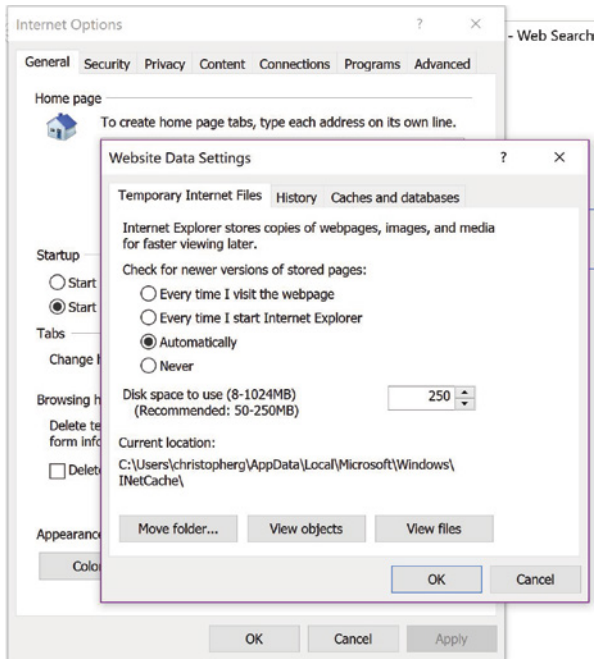 Internet Options
- Web Search
General Security Privacy Content Connections Programs Advanced
Home page
To create home page tabs, type each address on its own line.
Website Data Settings
Temporary Internet Files History Caches and databases
Internet Explorer stores copies of webpages, images, and media
for faster viewing later.
Check for newer versions of stored pages:
Every time I visit the webpage
Every time I start Internet Explorer
Automatically
Never
Disk space to use (8-1024MB) 250
(Recommended: 50-250MB)
Current location:
C:\Users\christopherg\AppData\Local\Microsoft\Windows\
INetCache\
Move folder... View objects View files
OK Cancel
Startup
Start
Start
Tabs
Change
Browsing
Delete
form
Appearance
OK Cancel Apply